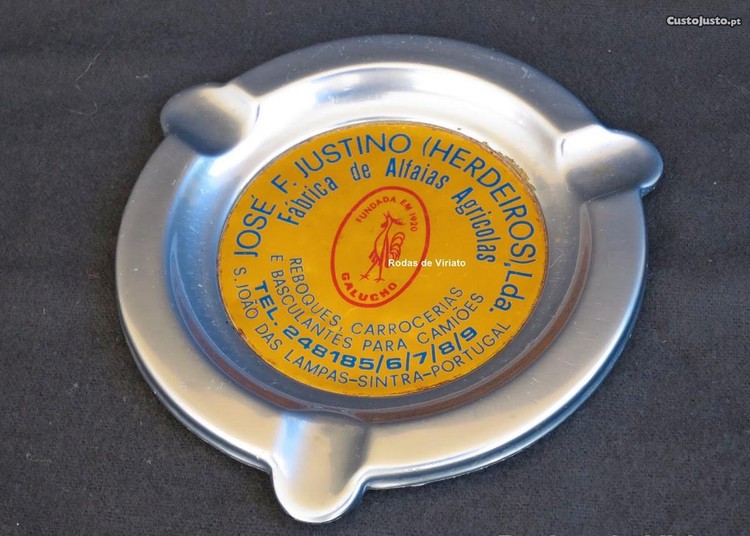 CustoJusto.pt
JOSÉ F. JUSTINO (HERDEIROS), Lda.
Fábrica de Alfaias Agrícolas
FUNDADA EM 1920
GALUCHO
Rodas de Viriato
REBOQUES, CARROCERIAS
E BASCULANTES PARA CAMIÕES
TEL. 248185/6/7/8/9
S. JOÃO DAS LAMPAS-SINTRA-PORTUGAL